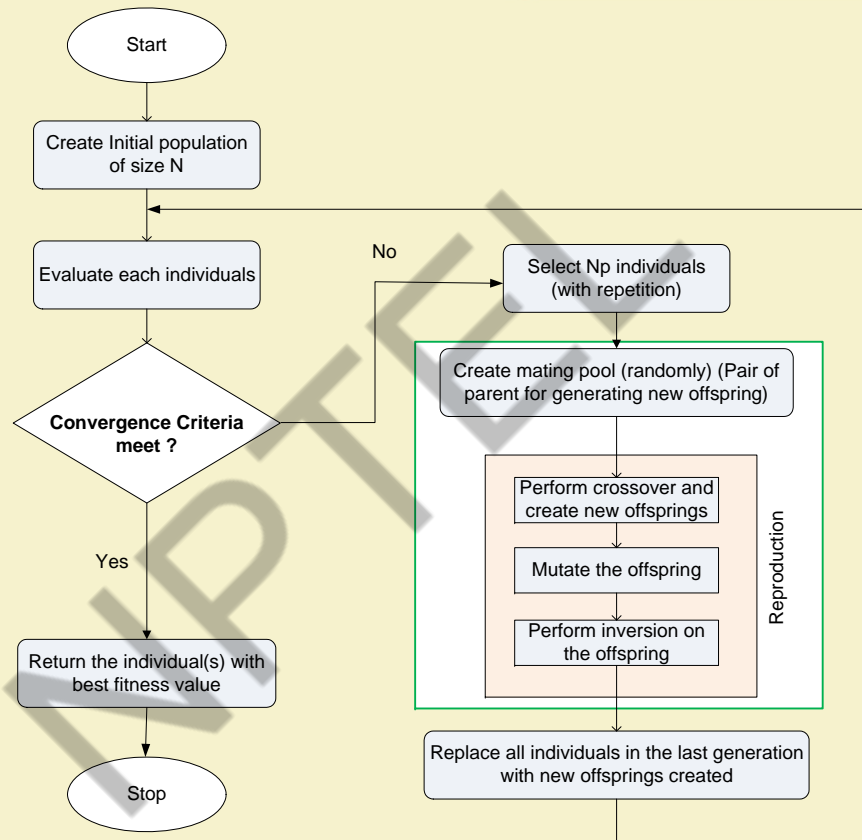 Start
Create Initial population
of size N
Evaluate each individuals
Convergence Criteria
meet ?
Yes
Return the individual(s) with
best fitness value
Stop
No
Select Np individuals
(with repetition)
Create mating pool (randomly) (Pair of
parent for generating new offspring)
Perform crossover and
create new offsprings
Mutate the offspring
Perform inversion on
the offspring
Reproduction
Replace all individuals in the last generation
with new offsprings created
NPTEL